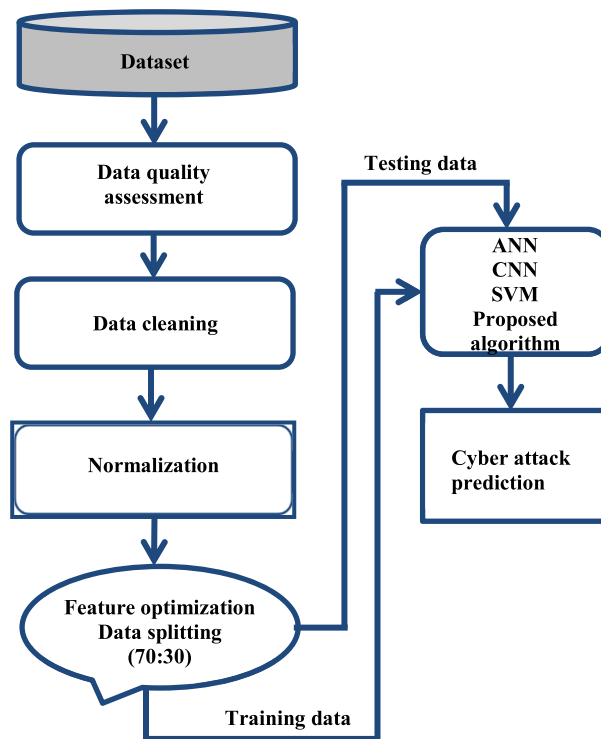 Dataset
Data quality
assessment
Data cleaning
Normalization
Feature optimization
Data splitting
(70:30)
Testing data
Training data
ANN
CNN
SVM
Proposed
algorithm
Cyber attack
prediction